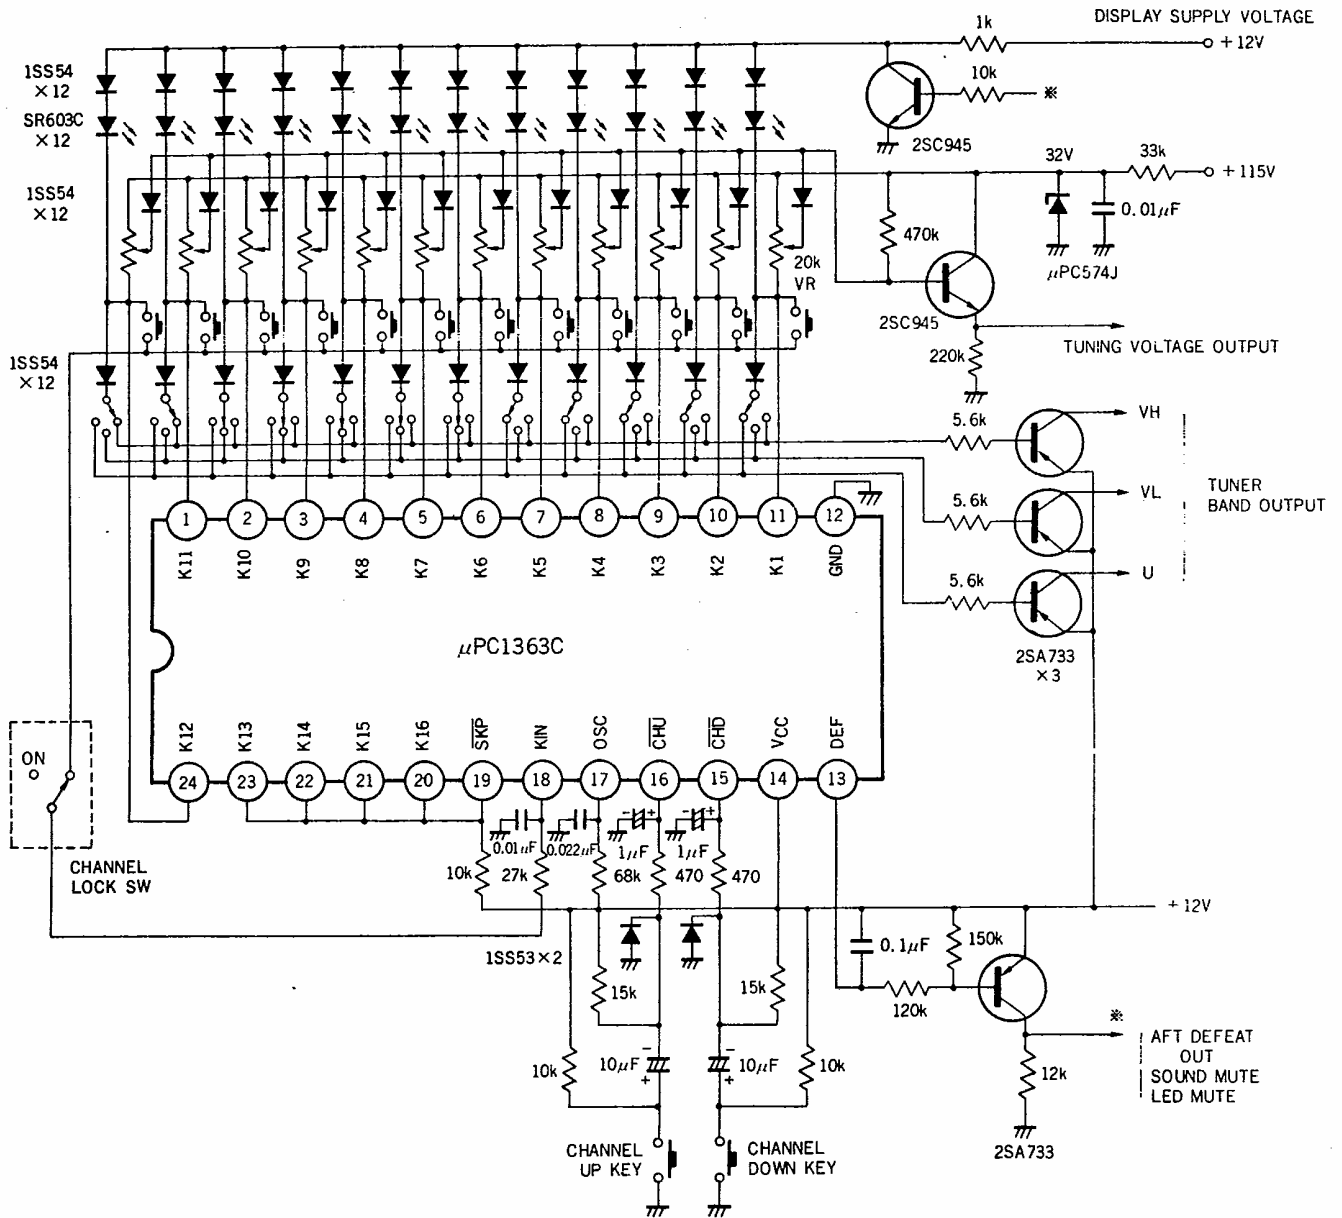 DISPLAY SUPPLY VOLTAGE
1k
+12V
1SS54
×12
10k
※
SR603C
×12
2SC945
32V
33k
+115V
1SS54
×12
0.01μF
470k
μPC574J
20k
VR
2SC945
TUNING VOLTAGE OUTPUT
220k
1SS54
×12
VH
5.6k
TUNER
BAND OUTPUT
VL
5.6k
U
5.6k
2SA733
×3
1 2 3 4 5 6 7 8 9 10 11 12
K11 K10 K9 K8 K7 K6 K5 K4 K3 K2 K1 GND
μPC1363C
K12 K13 K14 K15 K16 SKP KIN OSC CHU CHD VCC DEF
24 23 22 21 20 19 18 17 16 15 14 13
ON
CHANNEL
LOCK SW
- +
- +
0.01μF
0.022μF
1μF
1μF
10k
27k
68k
470
470
+12V
1SS53×2
0.1μF
150k
15k
15k
120k
※
AFT DEFEAT
OUT
SOUND MUTE
LED MUTE
10k
10μF
-
+
-
+
10μF
10k
12k
2SA733
CHANNEL
UP KEY
CHANNEL
DOWN KEY